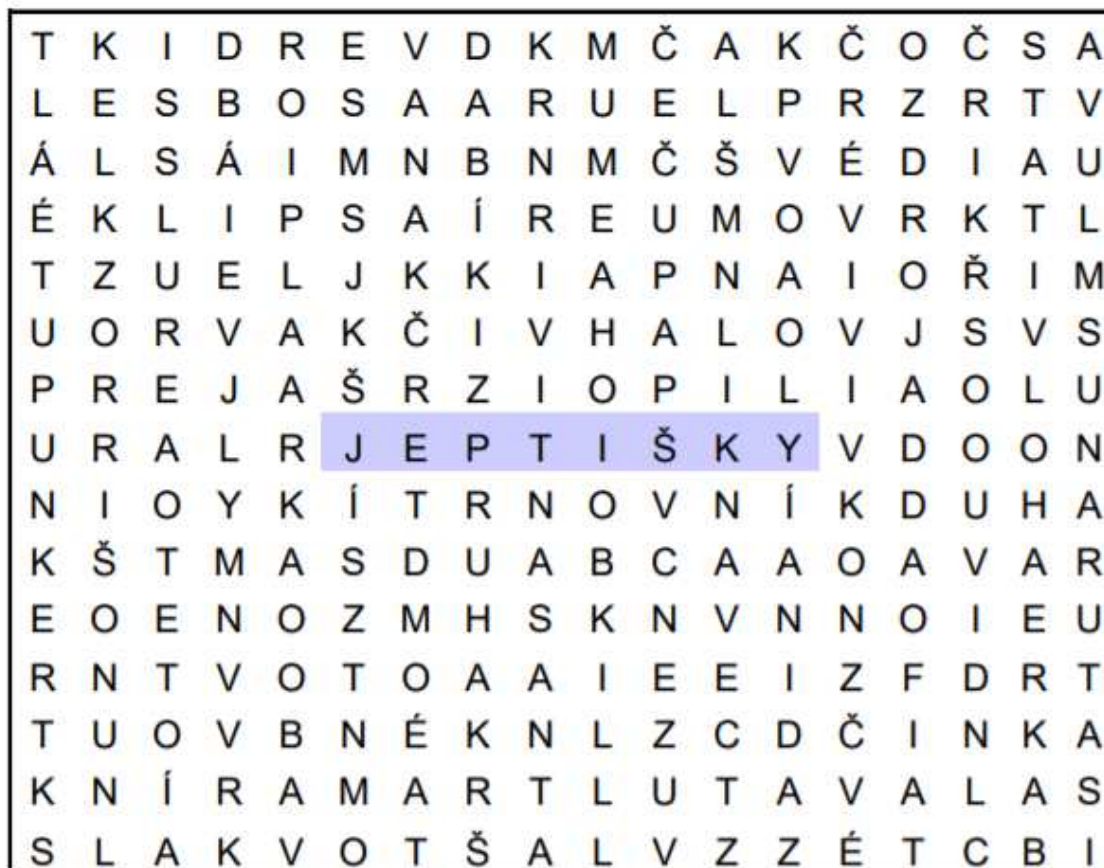 T K I D R E V D K M Č A K Č O Č S A
L E S B O S A A R U E L P R Z R T V
Á L S Á I M N B N M Č Š V É D I A U
É K L I P S A Í R E U M O V R K T L
T Z U E L J K K I A P N A I O Ř I M
U O R V A K Č I V H A L O V J S V S
P R E J A Š R Z I O P I L I A O L U
U R A L R J E P T I Š K Y V D O O N
N I O Y K Í T R N O V N Í K D U H A
K Š T M A S D U A B C A A O A V A R
E O E N O Z M H S K N V N N O I E U
R N T V O T O A A I E E I Z F D R T
T U O V B N É K N L Z C D Č I N K A
K N Í R A M A R T L U T A V A L A S
S L A K V O T Š A L V Z Z É T C B I